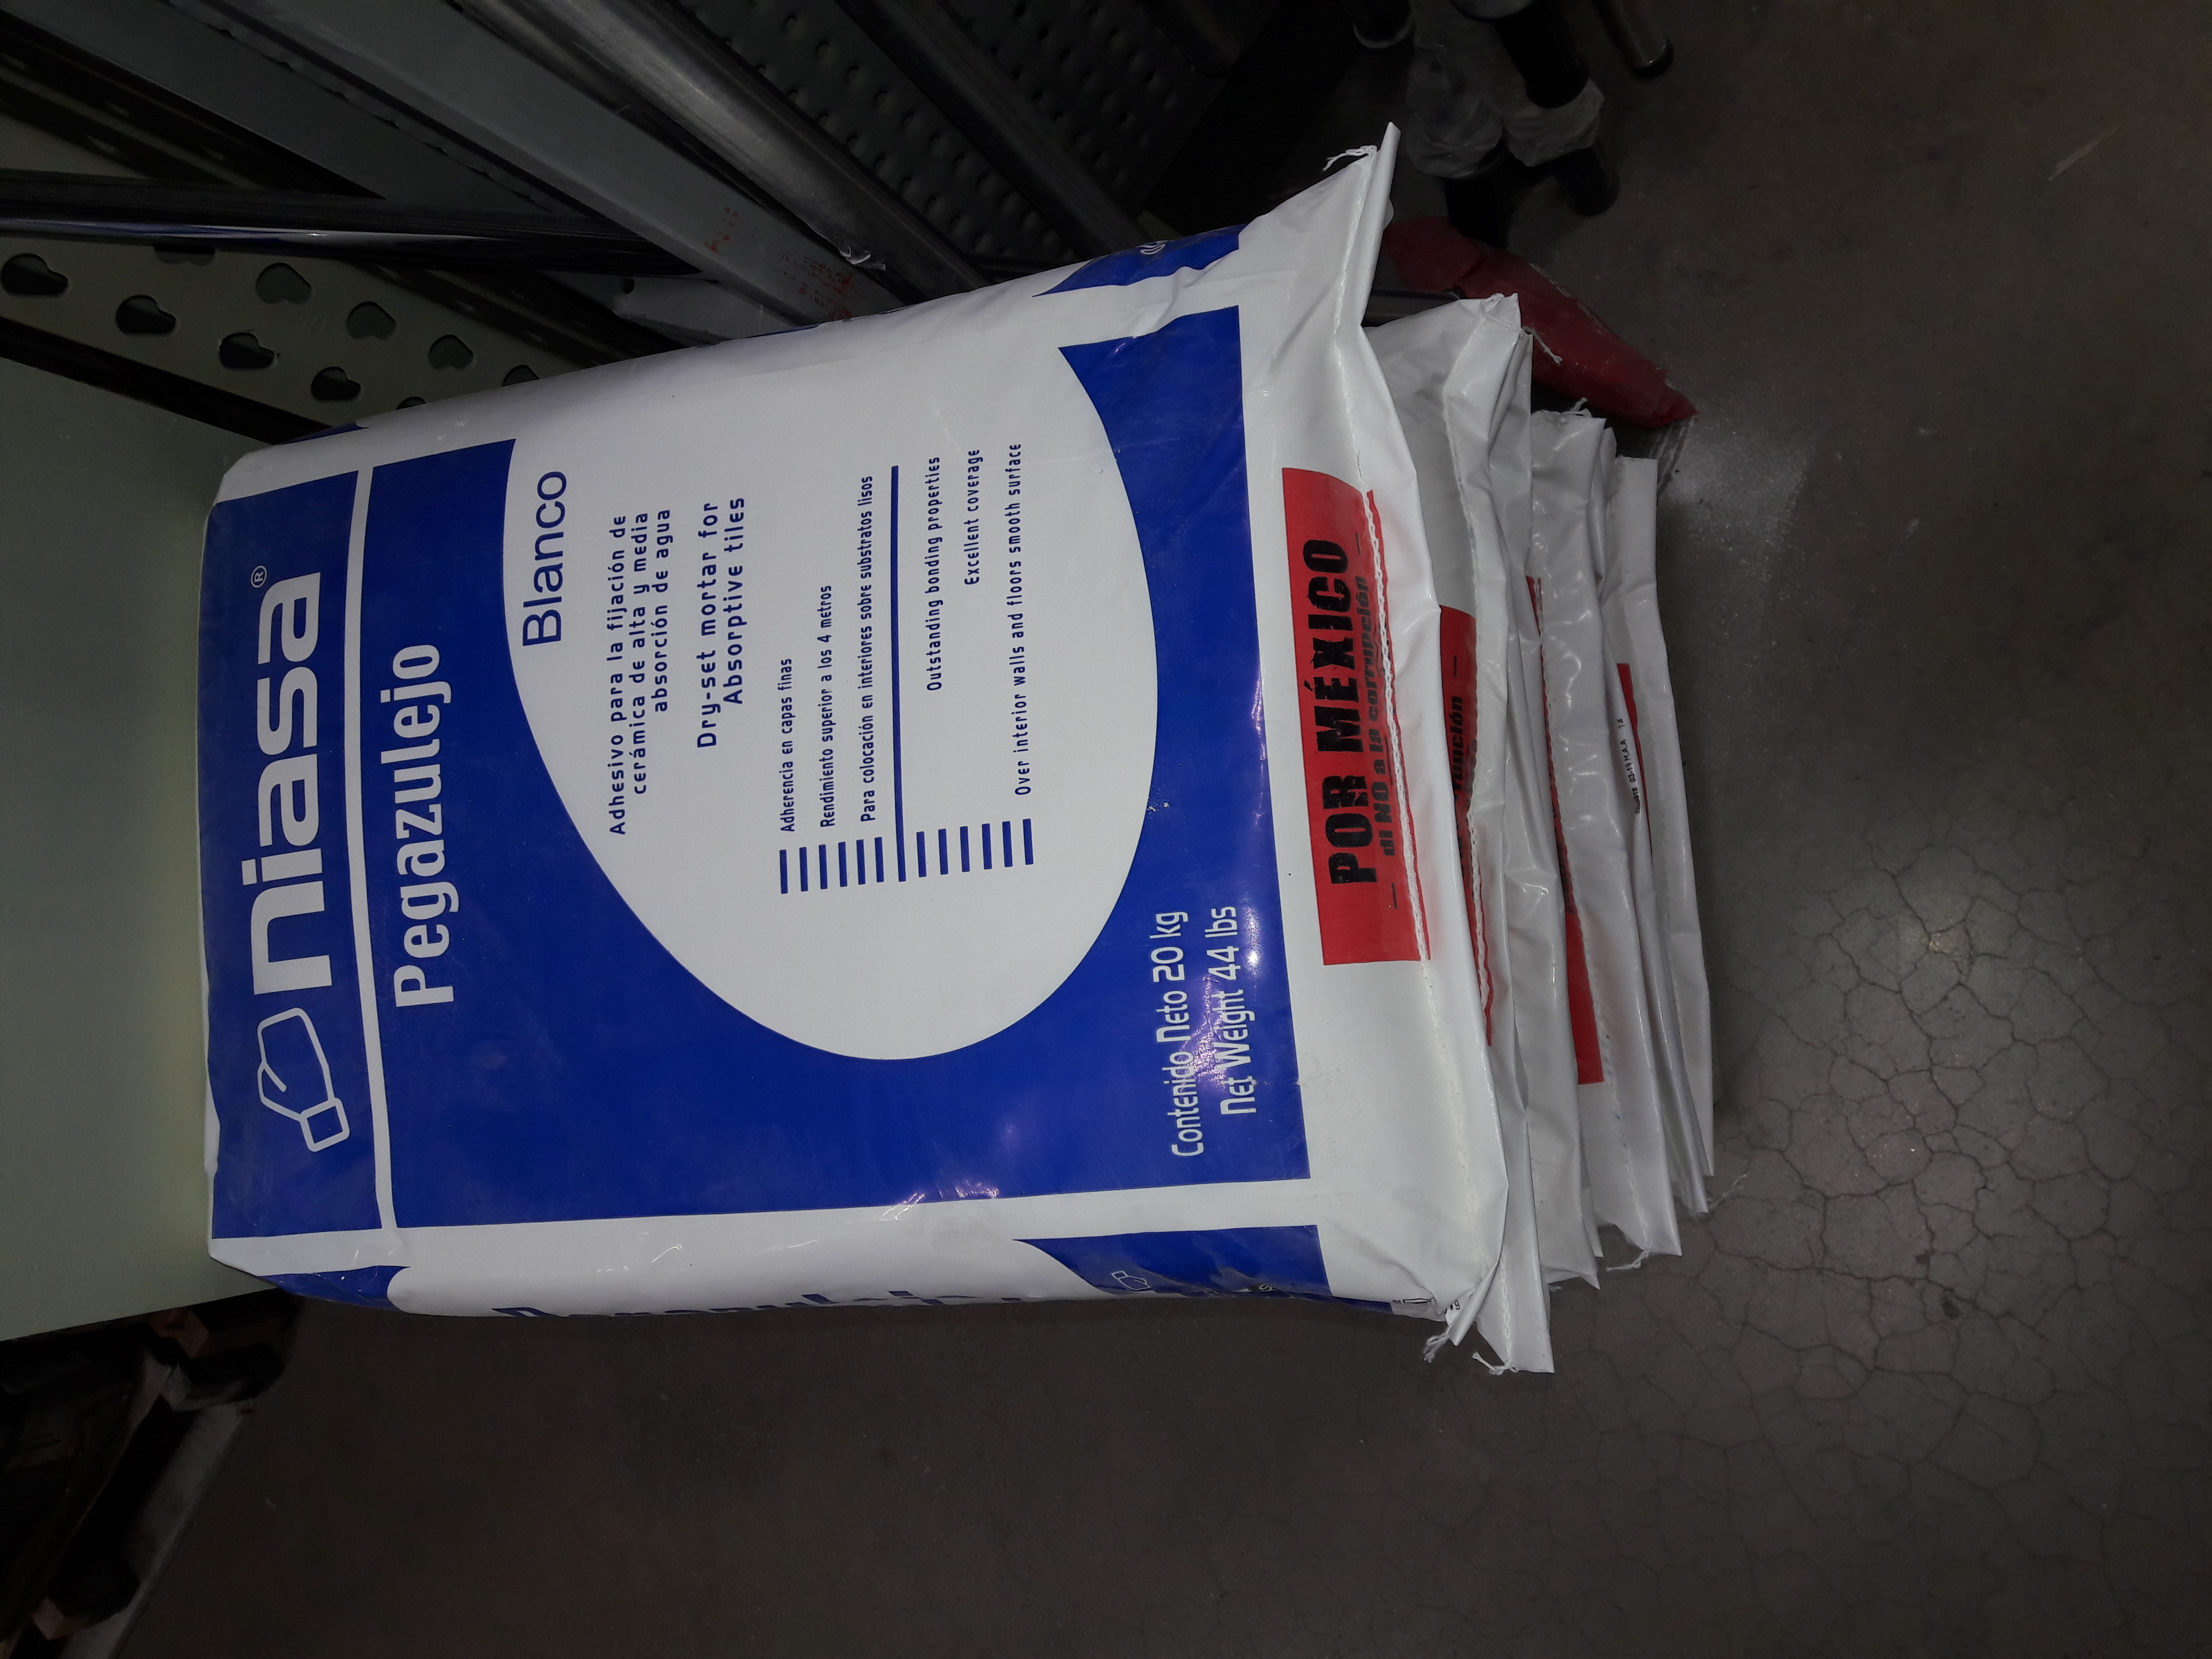 niasa®
Pegazulejo
Blanco
Adhesivo para la fijación de
cerámica de alta y media
absorción de agua
Dry-set mortar for
Absorptive tiles
Adherencia en capas finas
Rendimiento superior a los 4 metros
Para colocación en interiores sobre substratos lisos
Outstanding bonding properties
Excellent coverage
Over interior walls and floors smooth surface
Contenido Neto 20 kg
Net Weight 44 lbs
POR MÉXICO
di NO a la corrupción
03-19 H.A.A